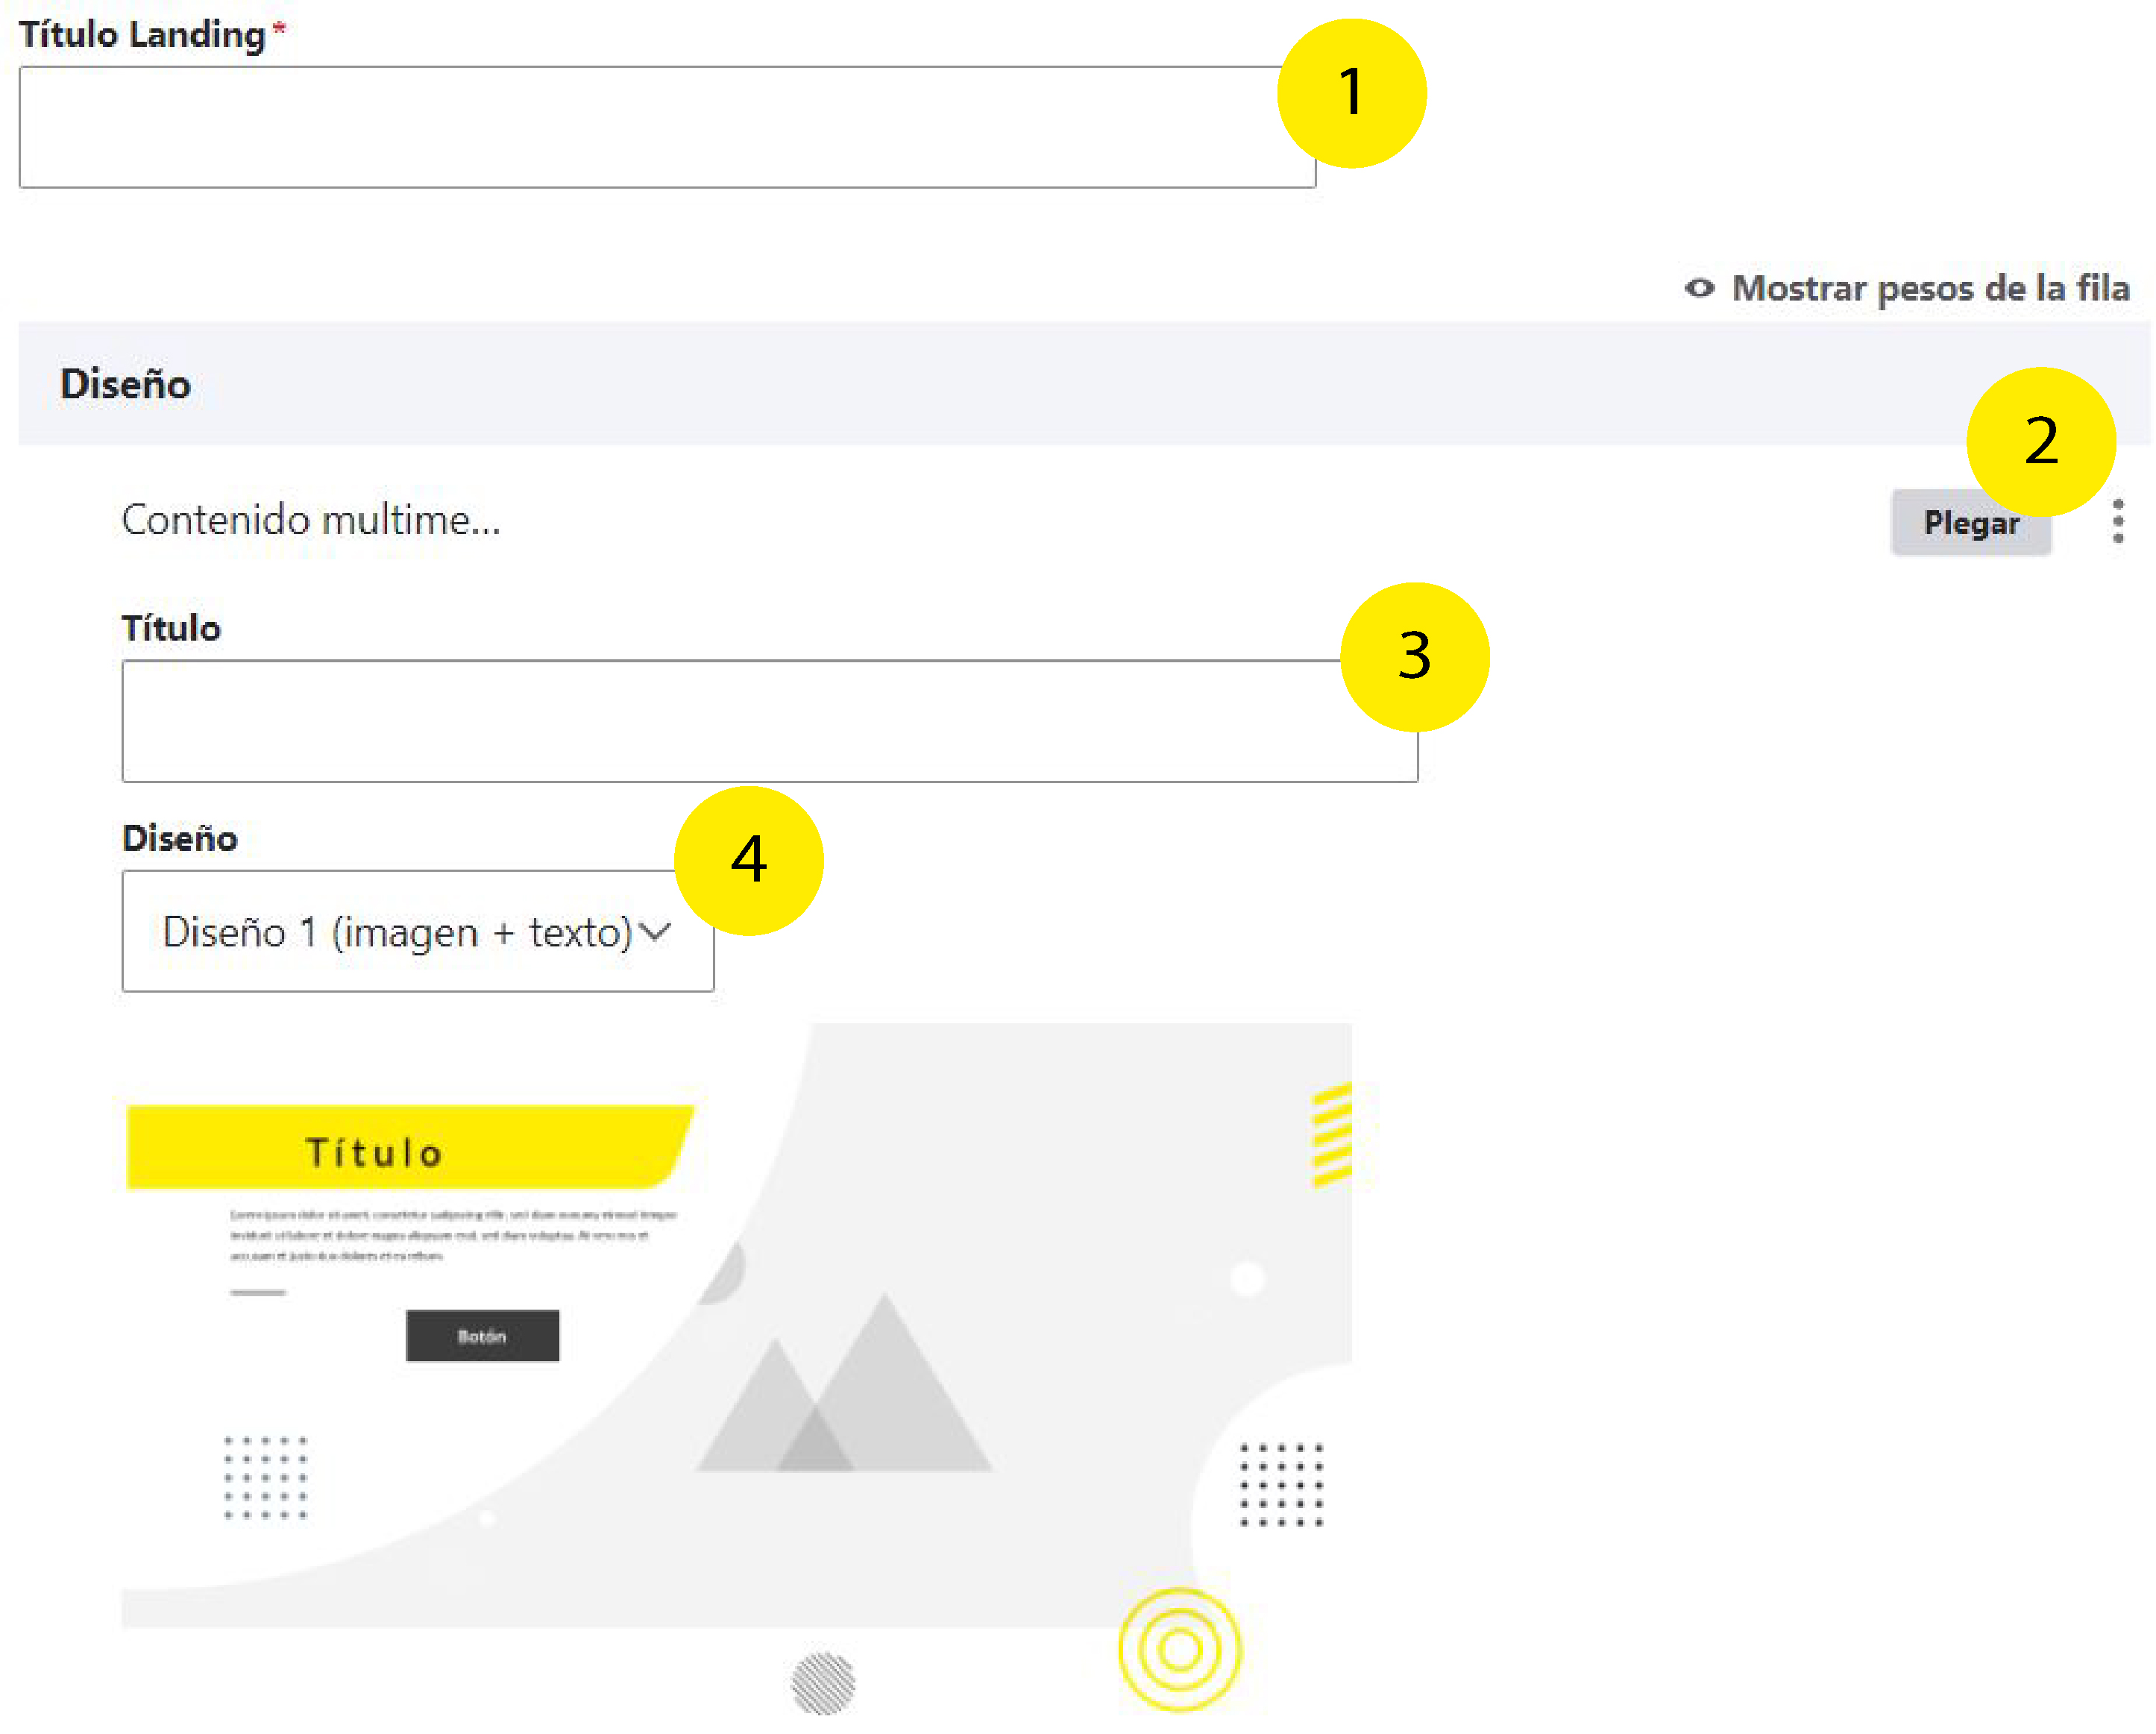 Título Landing*
1
Mostrar pesos de la fila
Diseño
2
Contenido multime...
Plegar
Título
3
Diseño
4
Diseño 1 (imagen + texto)
Título
Botón